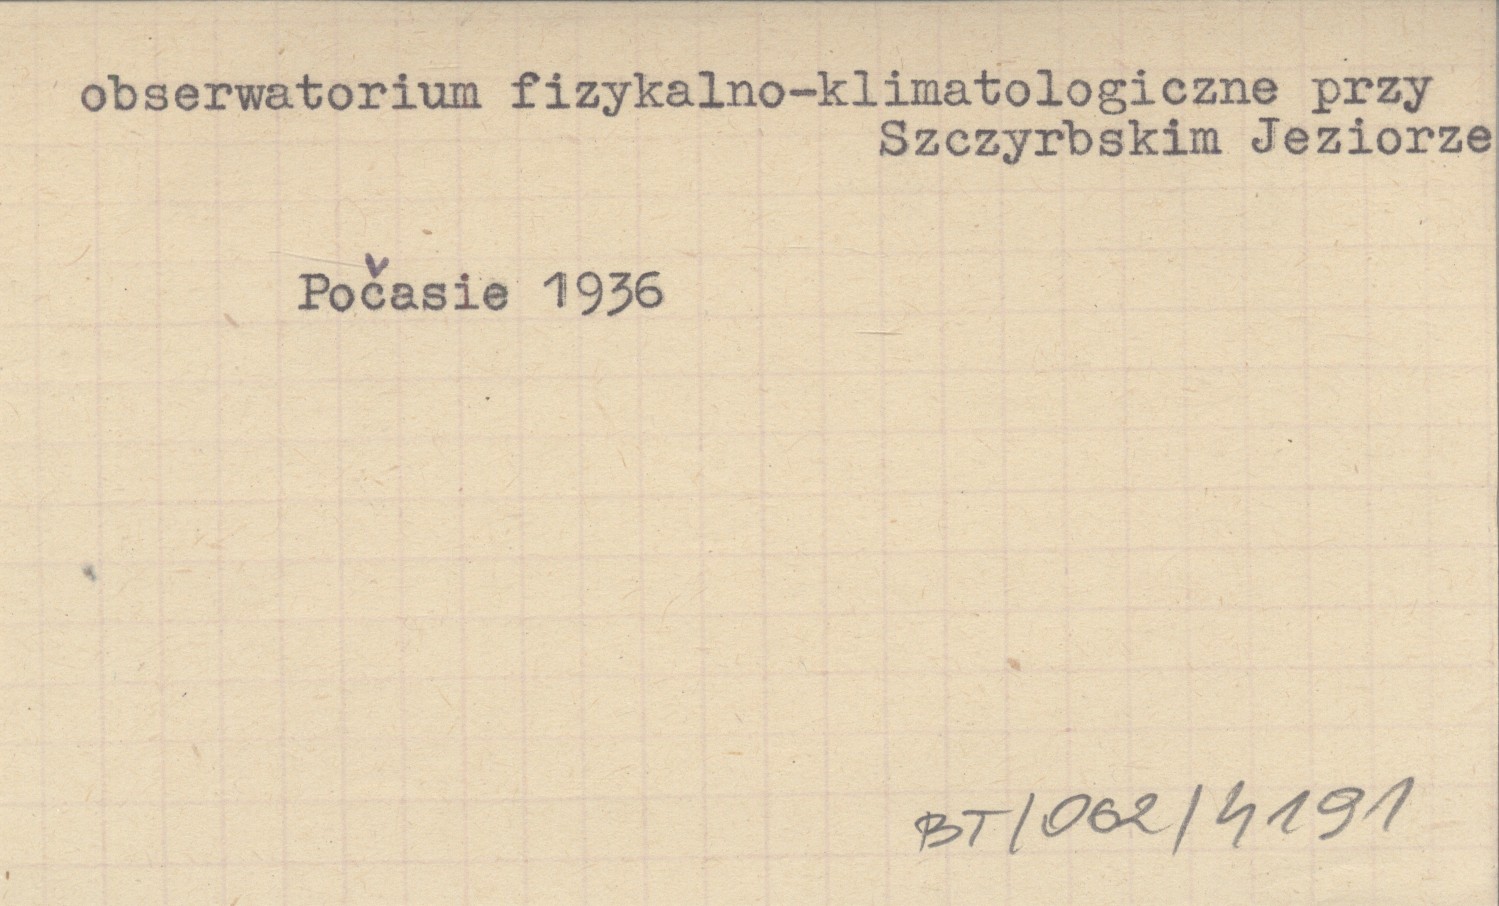 obserwatorium fizykalno-klimatologiczne przy
Szczyrbskim Jeziorze
Počasie 1936
BT/062/4191